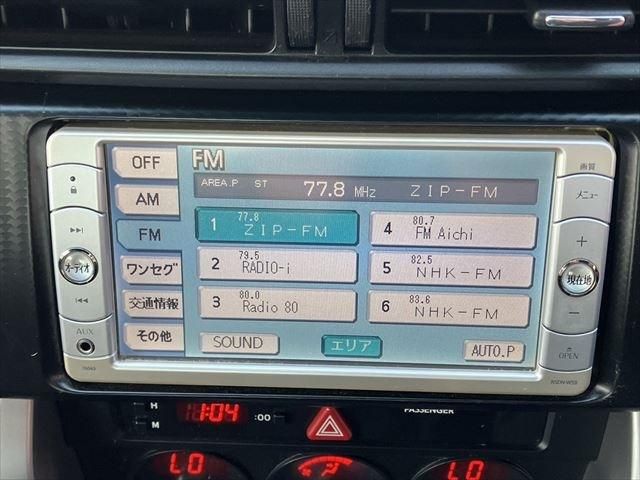 OFF
FM
画質
AREA.P ST 77.8 MHz ZIP-FM
AM
メニュー
1 77.8 ZIP-FM
4 80.7 FM Aichi
FM
2 79.5 RADIO-i
5 82.5 NHK-FM
ワンセグ
オーディオ
現在地
3 80.0 Radio 80
6 83.6 NHK-FM
交通情報
その他
SOUND
エリア
AUTO.P
AUX
OPEN
NSDN-W59
H
M
11:04
:00
PASSENGER
LO
LO